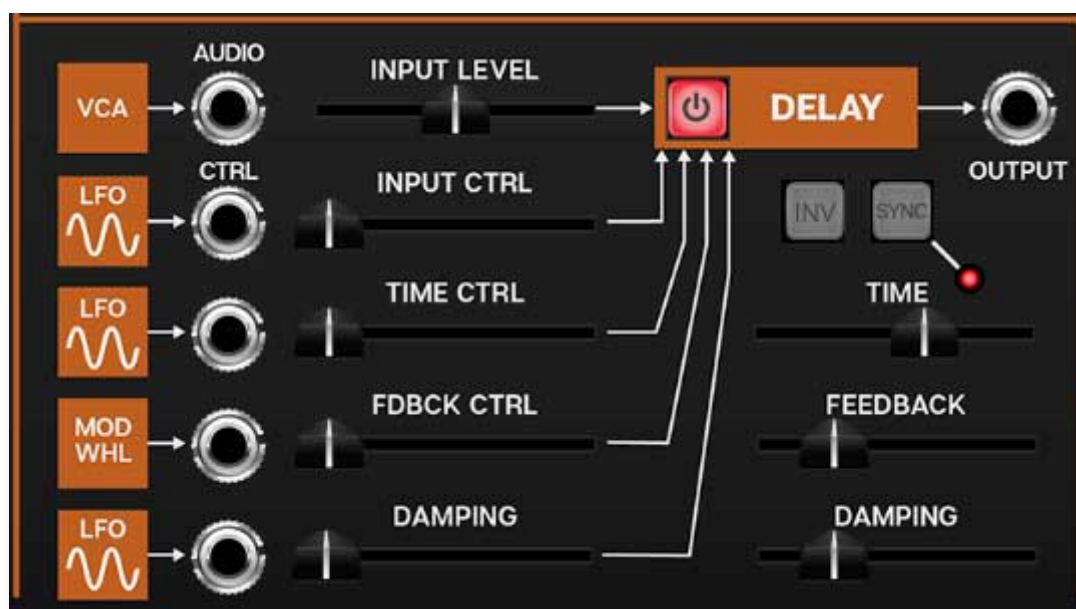 AUDIO
INPUT LEVEL
VCA
DELAY
CTRL
INPUT CTRL
OUTPUT
LFO
INV
SYNC
TIME CTRL
TIME
LFO
FDBCK CTRL
FEEDBACK
MOD
WHL
DAMPING
DAMPING
LFO